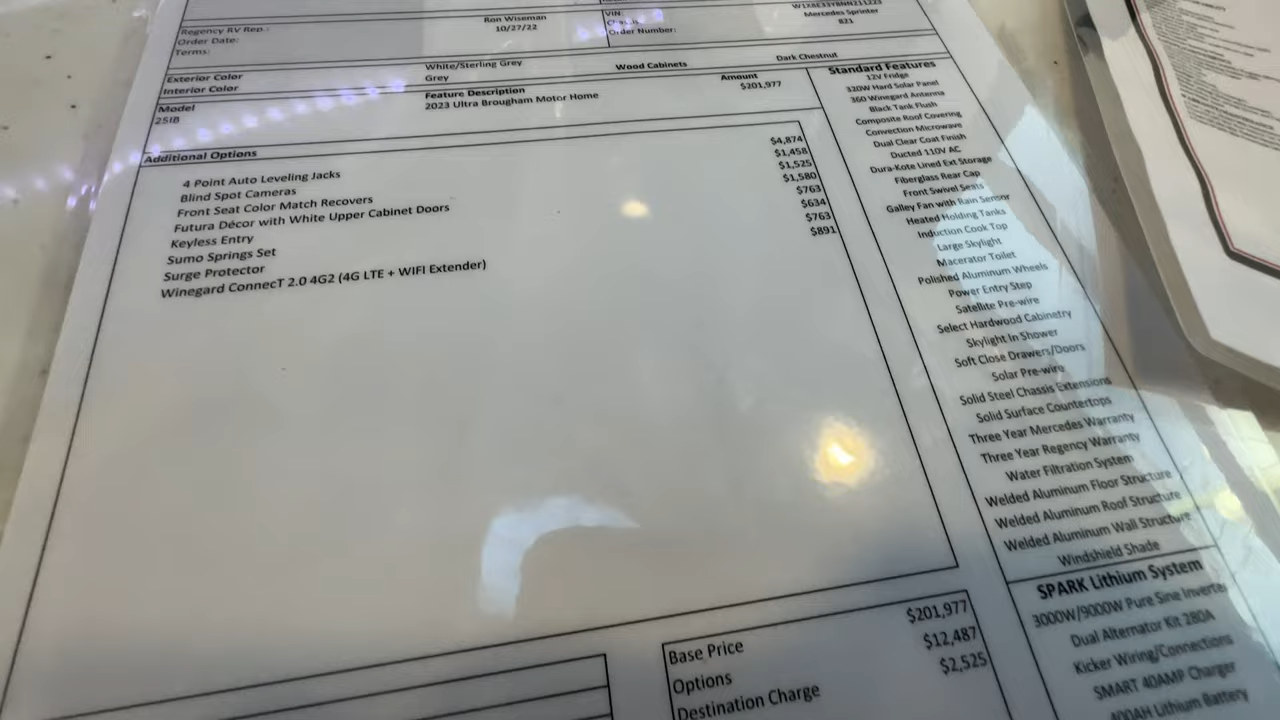 Regency RV Rep.:
Ron Wiseman
Order Date:
10/27/22
Terms:
VIN:
Mercedes Sprinter
Order Number:
821
Exterior Color
White/Sterling Grey
Wood Cabinets
Dark Chestnut
Interior Color
Grey
Model
Feature Description
Amount
25IB
2023 Ultra Brougham Motor Home
$201,977
Additional Options
4 Point Auto Leveling Jacks
$4,874
Blind Spot Cameras
$1,458
Front Seat Color Match Recovers
$1,525
Futura Décor with White Upper Cabinet Doors
$1,580
Keyless Entry
$763
Sumo Springs Set
$634
Surge Protector
$763
Winegard ConnecT 2.0 4G2 (4G LTE + WIFI Extender)
$891
Base Price
$201,977
Options
$12,487
Destination Charge
$2,525
Standard Features
12V Fridge
320W Hard Solar Panel
360 Winegard Antenna
Black Tank Flush
Composite Roof Covering
Convection Microwave
Dual Clear Coat Finish
Ducted 110V AC
Dura-Kote Lined Ext Storage
Fiberglass Rear Cap
Front Swivel Seats
Galley Fan with Rain Sensor
Heated Holding Tanks
Induction Cook Top
Large Skylight
Macerator Toilet
Polished Aluminum Wheels
Power Entry Step
Satellite Pre-wire
Select Hardwood Cabinetry
Skylight In Shower
Soft Close Drawers/Doors
Solar Pre-wire
Solid Steel Chassis Extensions
Solid Surface Countertops
Three Year Mercedes Warranty
Three Year Regency Warranty
Water Filtration System
Welded Aluminum Floor Structure
Welded Aluminum Roof Structure
Welded Aluminum Wall Structure
Windshield Shade
SPARK Lithium System
3000W/9000W Pure Sine Inverter
Dual Alternator Kit 280A
Kicker Wiring/Connections
SMART 40AMP Charger
400AH Lithium Battery